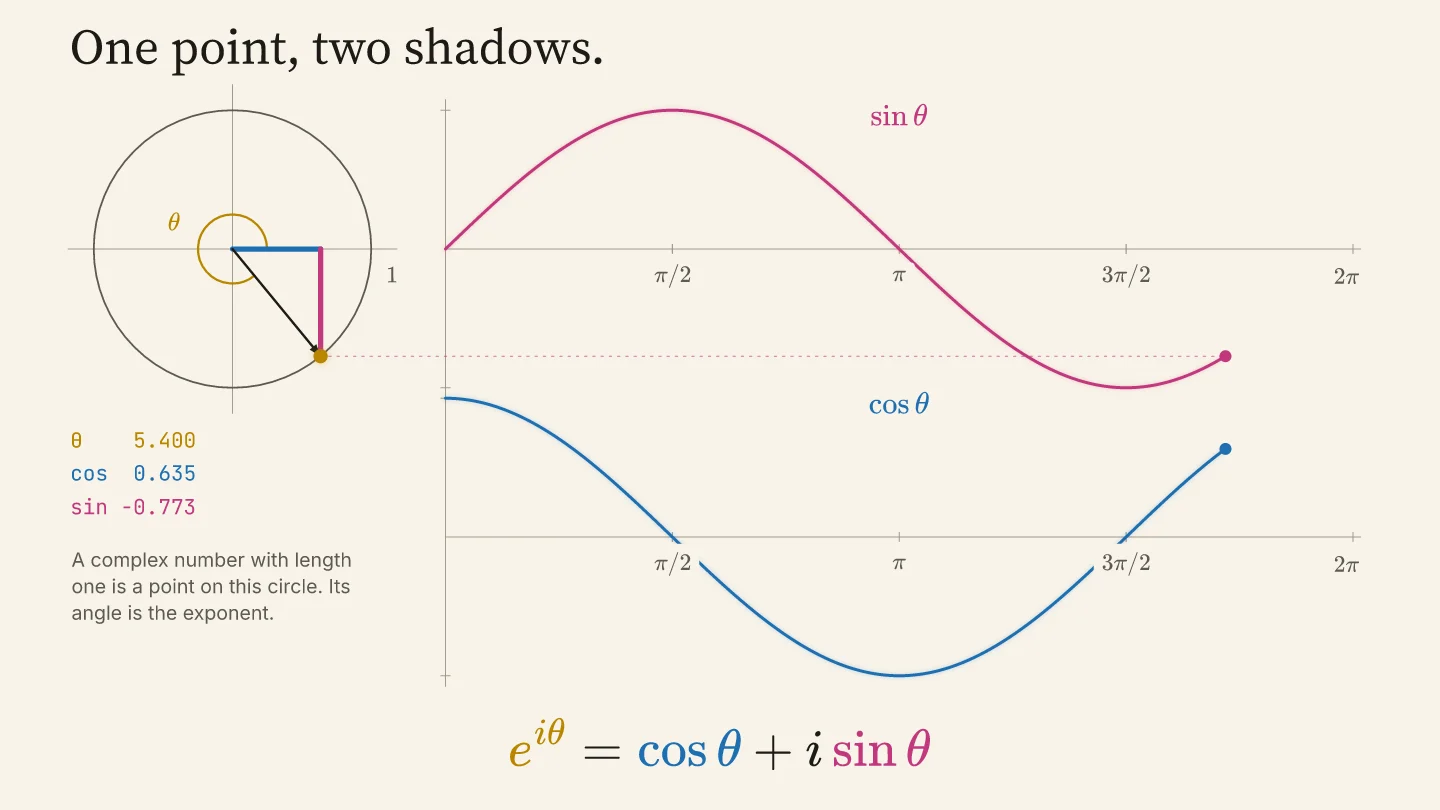 One point, two shadows.
sin θ
θ
1
π/2
π
3π/2
2π
cos θ
θ 5.400
cos 0.635
sin -0.773
A complex number with length
one is a point on this circle. Its
angle is the exponent.
π/2
π
3π/2
2π
e^{iθ} = cos θ + i sin θ